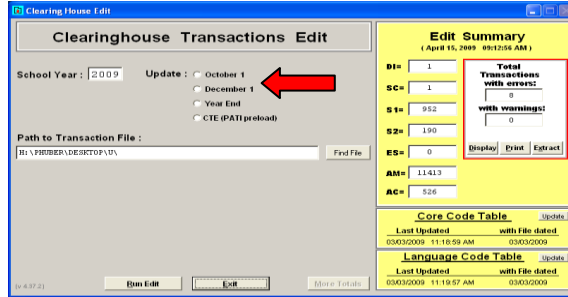 Clearing House Edit
Clearinghouse Transactions Edit
School Year : 2009
Update :
October 1
December 1
Year End
CTE (PATI preload)
Path to Transaction File :
H:\PHUBER\DESKTOP\U\
Find File
(v 4.37.2)
Run Edit
Exit
More Totals
Edit Summary
( April 15, 2009 09:12:56 AM )
DI= 1
SC= 1
S1= 952
S2= 190
ES= 0
AM= 11413
AC= 526
Total
Transactions
with errors:
8
with warnings:
0
Display Print Extract
Core Code Table Update
Last Updated with File dated
03/03/2009 11:18:59 AM 03/03/2009
Language Code Table Update
Last Updated with File dated
03/03/2009 11:19:57 AM 03/03/2009